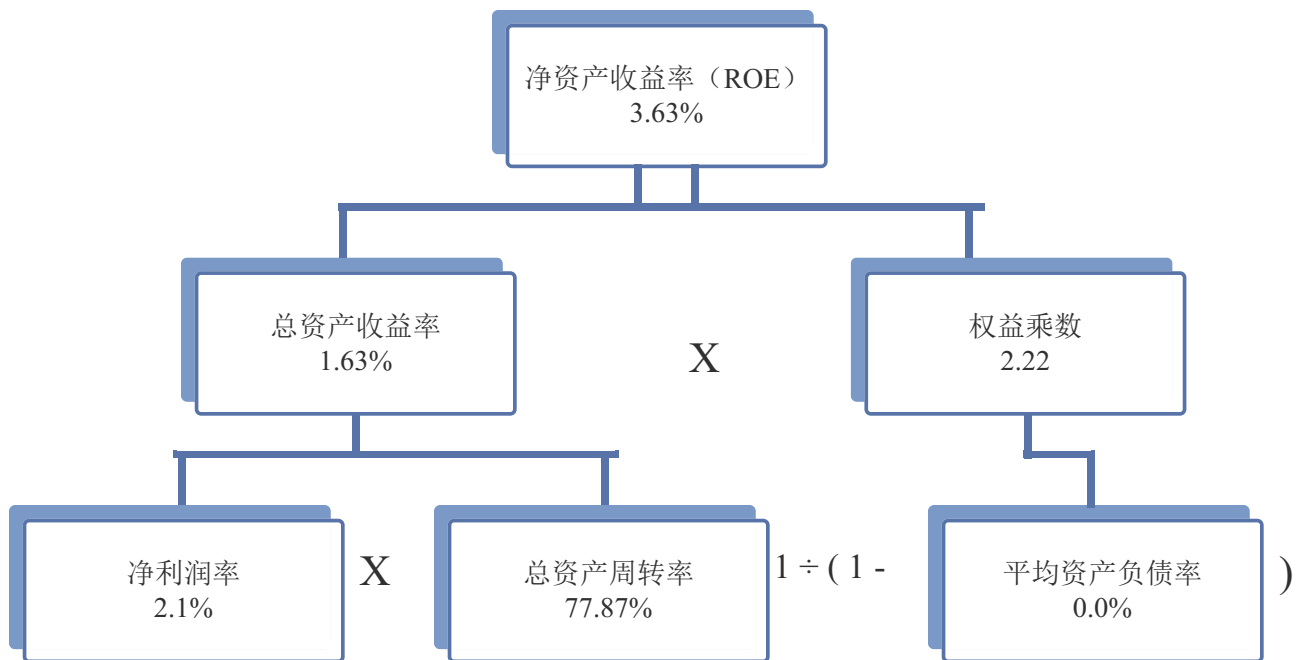 净资产收益率（ROE）
3.63%
总资产收益率
1.63%
X
权益乘数
2.22
净利润率
2.1%
X
总资产周转率
77.87%
1 ÷ ( 1 -
平均资产负债率
0.0%
)